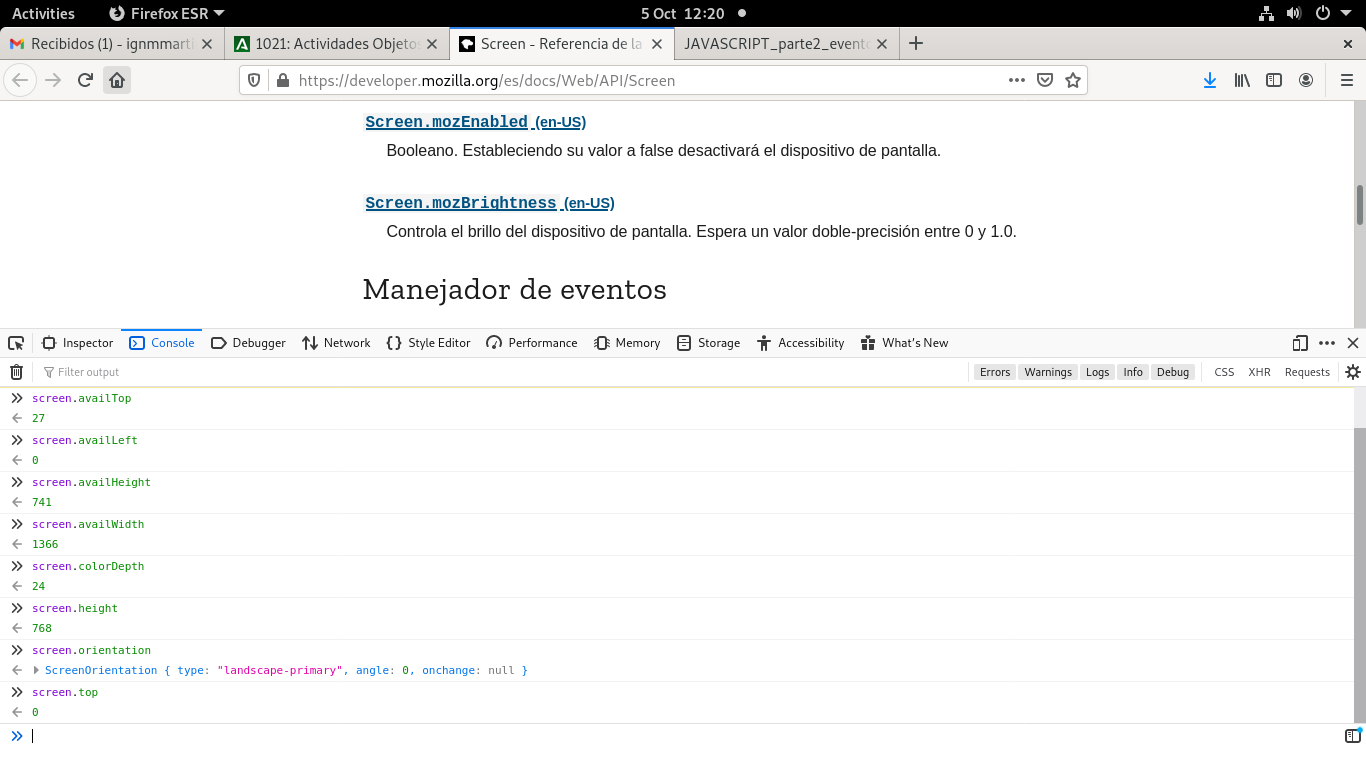 Activities Firefox ESR 5 Oct 12:20
Recibidos (1) - ignmmarti 1021: Actividades Objetos Screen - Referencia de la JAVASCRIPT_parte2_evento
https://developer.mozilla.org/es/docs/Web/API/Screen
Screen.mozEnabled (en-US)
Booleano. Estableciendo su valor a false desactivará el dispositivo de pantalla.
Screen.mozBrightness (en-US)
Controla el brillo del dispositivo de pantalla. Espera un valor doble-precisión entre 0 y 1.0.
Manejador de eventos
Inspector Console Debugger Network Style Editor Performance Memory Storage Accessibility What's New
Filter output Errors Warnings Logs Info Debug CSS XHR Requests
screen.availTop
27
screen.availLeft
0
screen.availHeight
741
screen.availWidth
1366
screen.colorDepth
24
screen.height
768
screen.orientation
ScreenOrientation { type: "landscape-primary", angle: 0, onchange: null }
screen.top
0